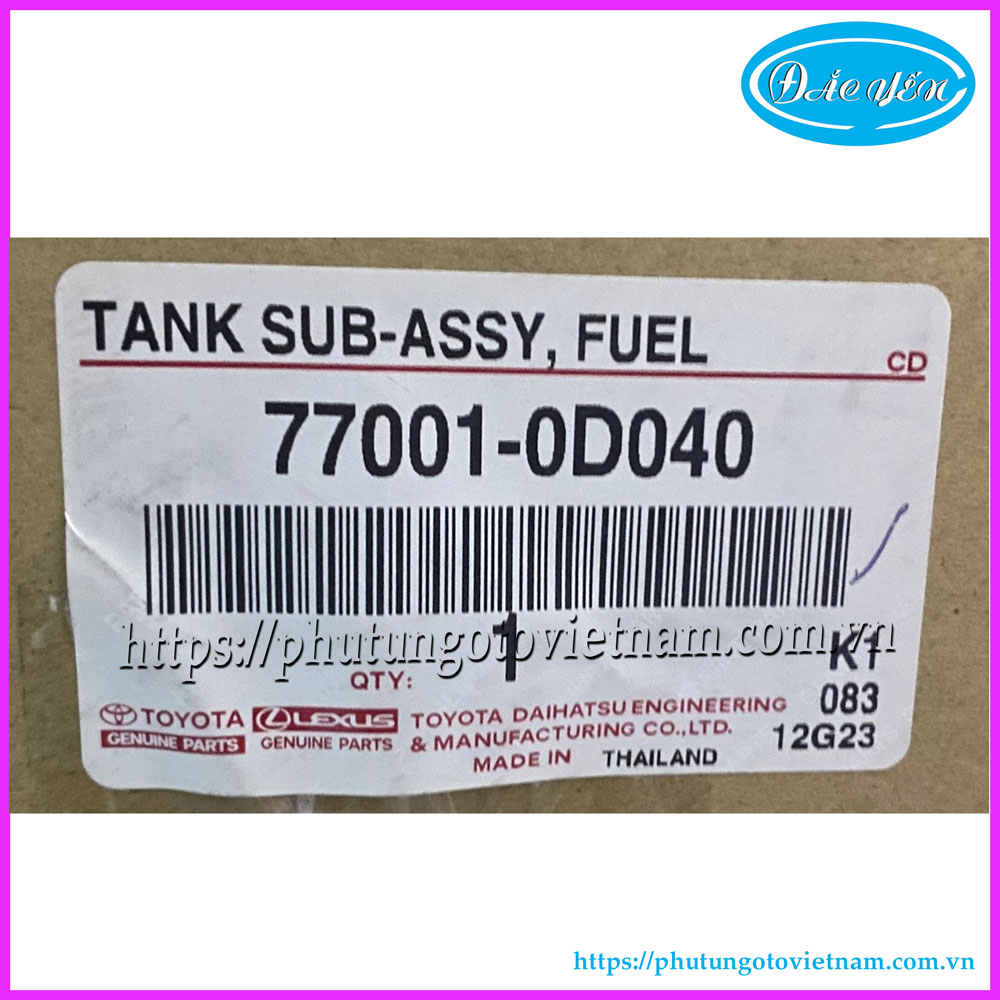 ĐẮC YẾN
TANK SUB-ASSY, FUEL
CD
77001-0D040
https://phutungotovietnam.com.vn
QTY: 1
K1
083
12G23
TOYOTA
GENUINE PARTS
LEXUS
GENUINE PARTS
TOYOTA DAIHATSU ENGINEERING
& MANUFACTURING CO.,LTD.
MADE IN THAILAND
https://phutungotovietnam.com.vn